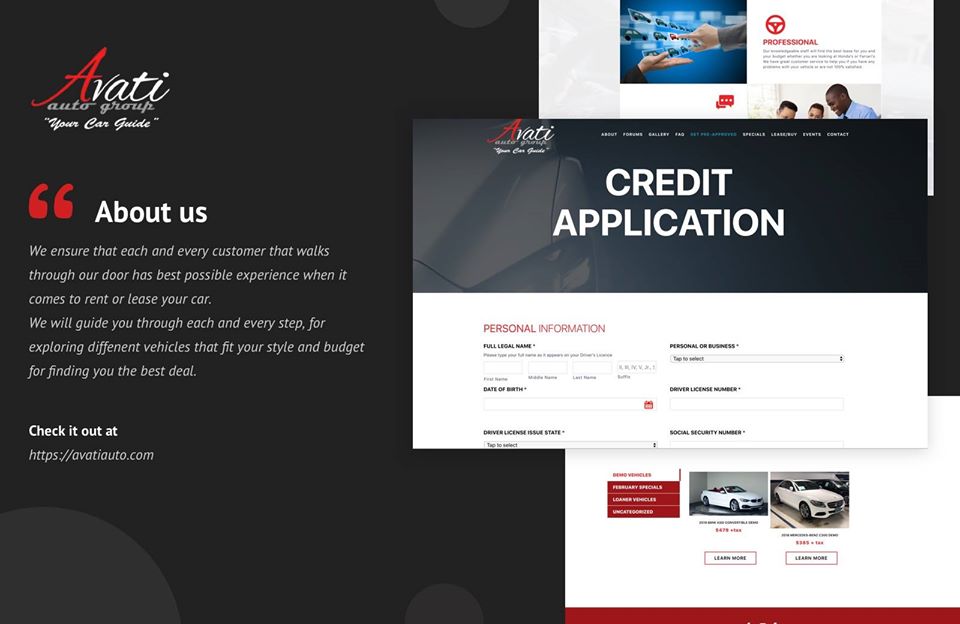 Avati
auto group
"Your Car Guide"
“ About us
We ensure that each and every customer that walks
through our door has best possible experience when it
comes to rent or lease your car.
We will guide you through each and every step, for
exploring diffenent vehicles that fit your style and budget
for finding you the best deal.
Check it out at
https://avatiauto.com
PROFESSIONAL
Our knowledgeable staff will find the best lease for you and
your budget whether you are looking at Honda's or Ferrari's
We have great customer service to help you if you have any
problems with your vehicle or are not 100% satisfied.
Avati
auto group
"Your Car Guide"
ABOUT FORUMS GALLERY FAQ GET PRE-APPROVED SPECIALS LEASE/BUY EVENTS CONTACT
CREDIT
APPLICATION
PERSONAL INFORMATION
FULL LEGAL NAME *
Please type your full name as it appears on your Driver's Licence
II, III, IV, V, Jr., S
First Name Middle Name Last Name Suffix
PERSONAL OR BUSINESS *
Tap to select
DATE OF BIRTH *
DRIVER LICENSE NUMBER *
DRIVER LICENSE ISSUE STATE *
Tap to select
SOCIAL SECURITY NUMBER *
DEMO VEHICLES
FEBRUARY SPECIALS
LOANER VEHICLES
UNCATEGORIZED
$479 +tax
LEARN MORE
2018 MERCEDES-BENZ C300 DEMO
$385 + tax
LEARN MORE